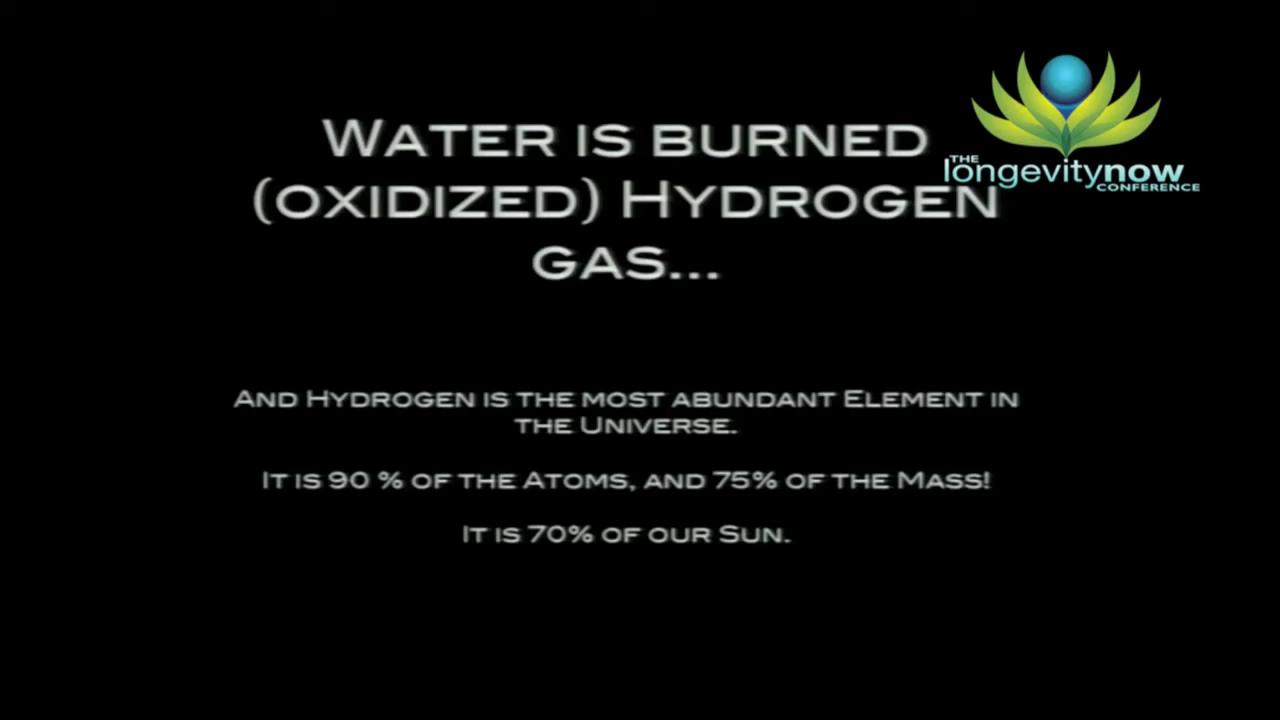 Water is burned
(oxidized) Hydrogen
gas...
THE
longevitynow
CONFERENCE
And Hydrogen is the most abundant Element in
the Universe.
It is 90 % of the Atoms, and 75% of the Mass!
It is 70% of our Sun.